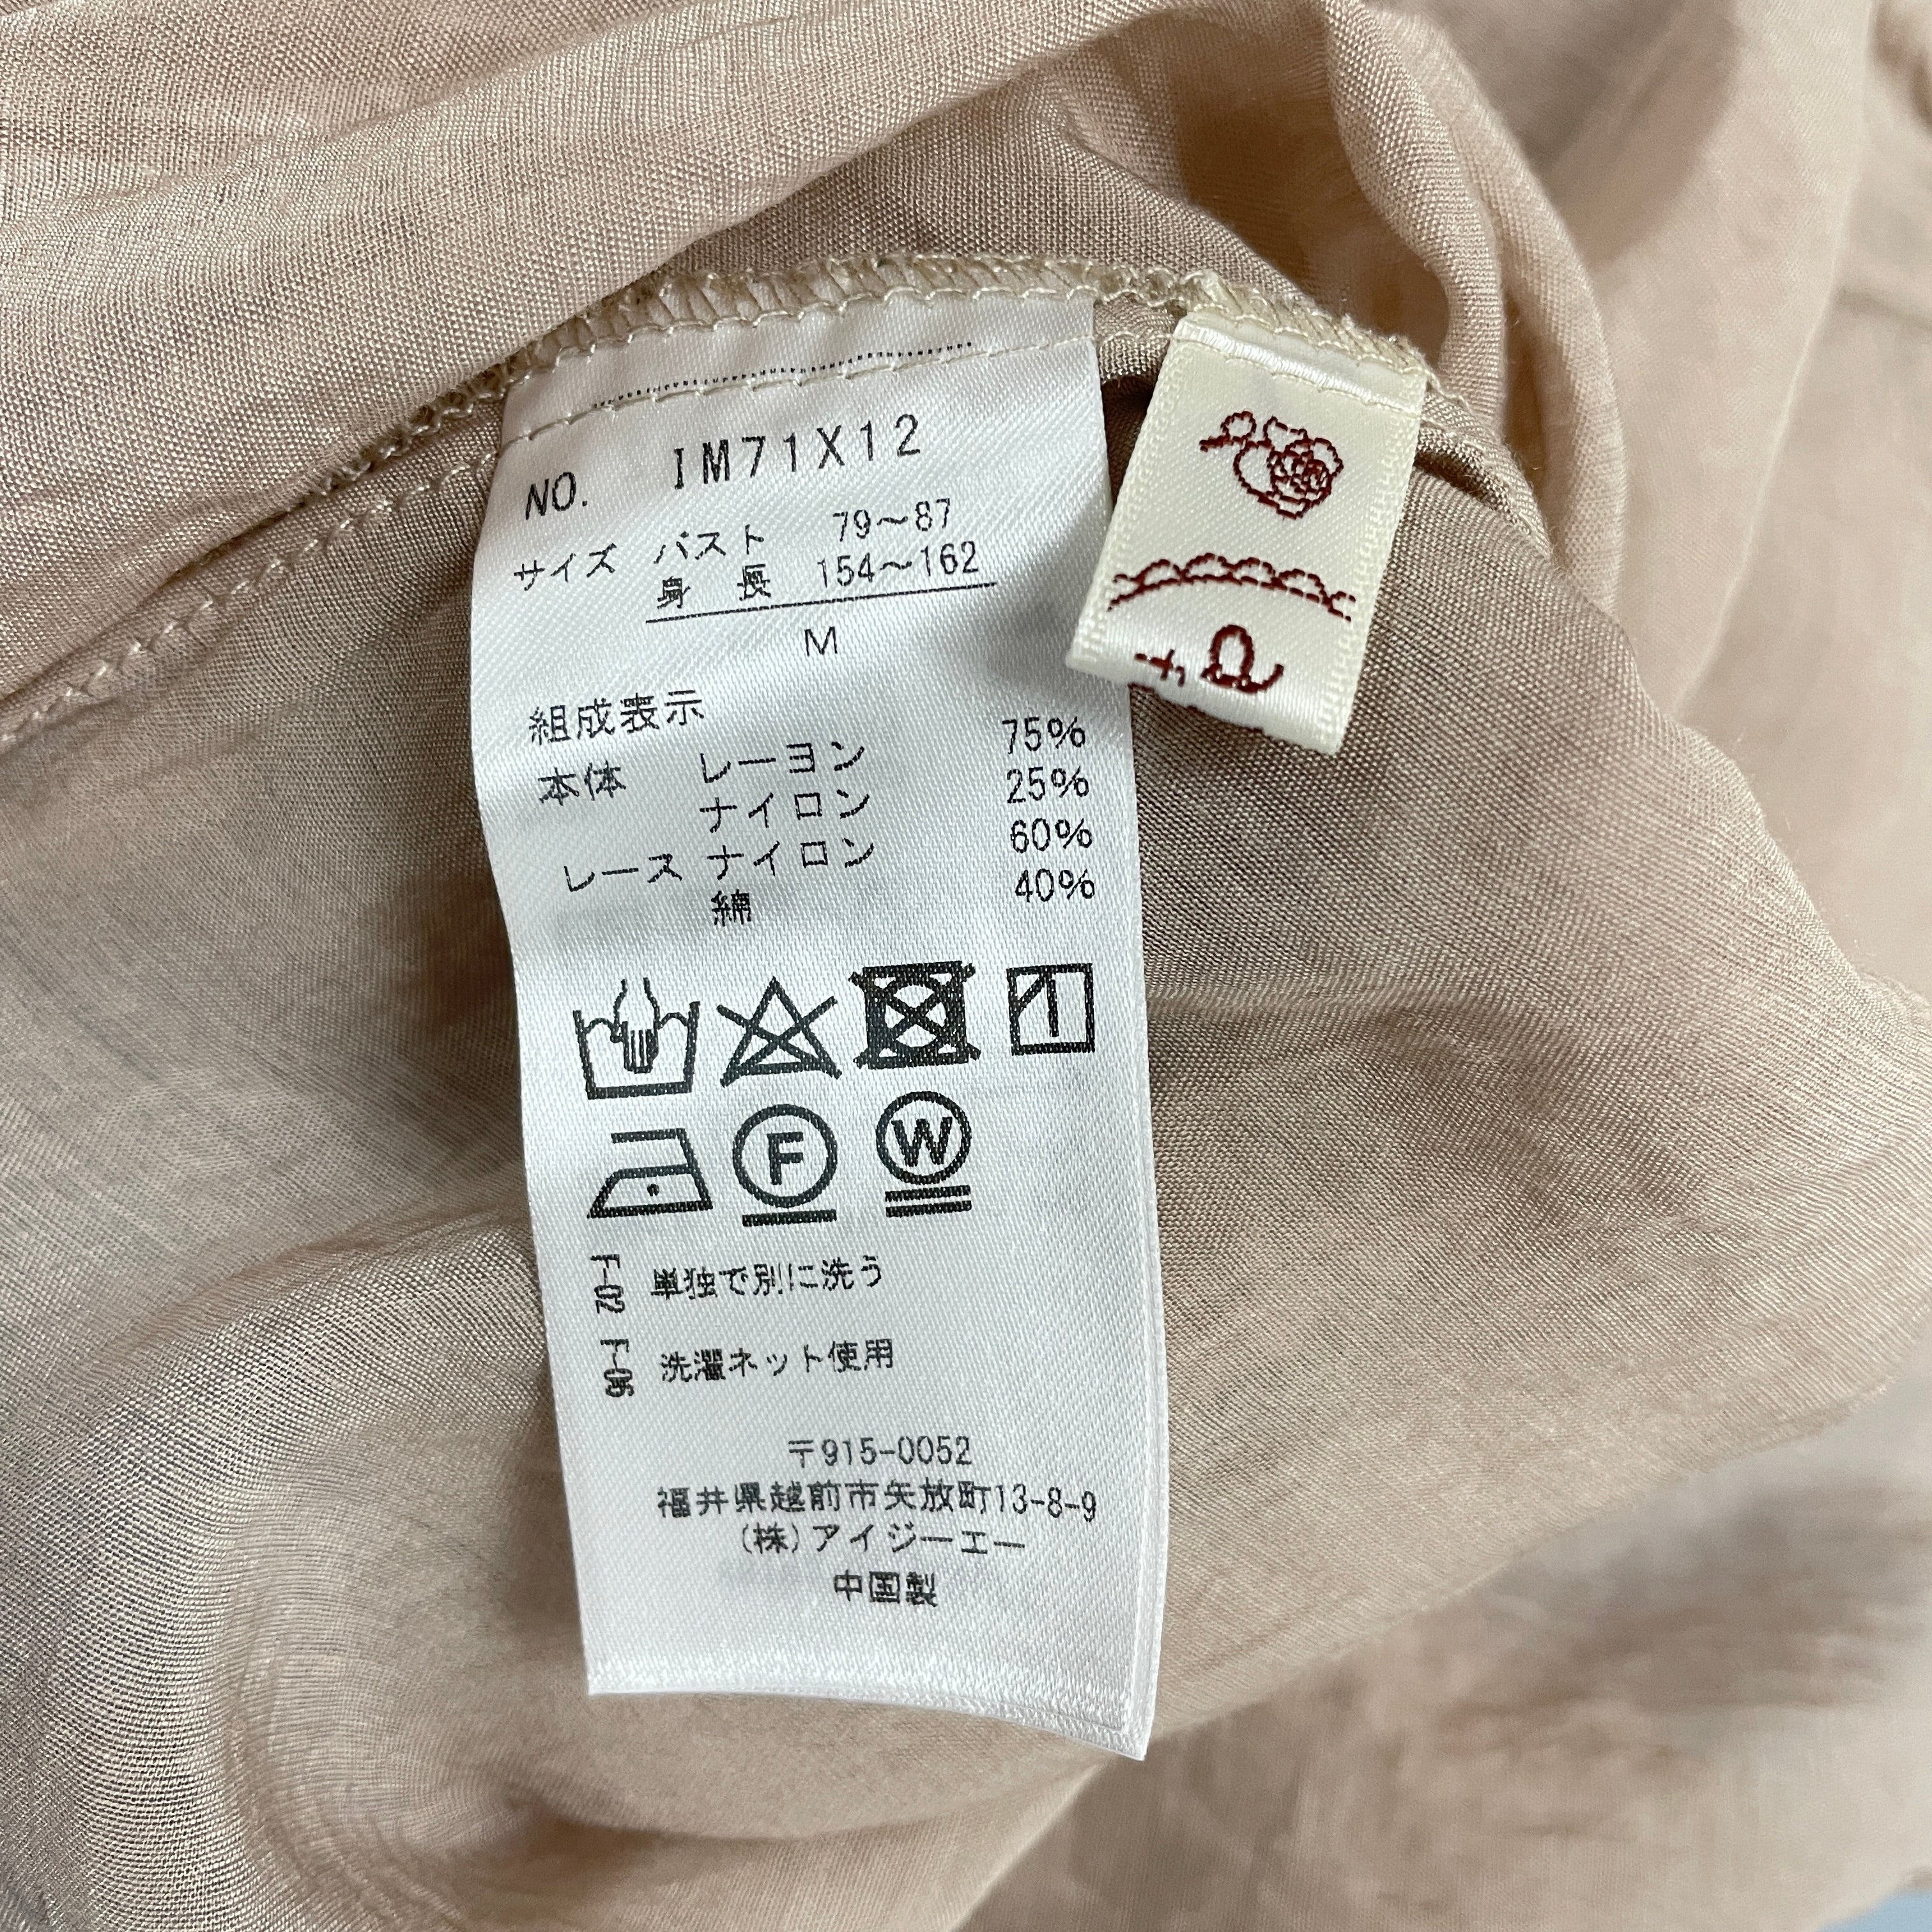 NO. IM71X12
サイズ バスト 79〜87
身長 154〜162
M
組成表示
本体 レーヨン 75%
ナイロン 25%
レース ナイロン 60%
綿 40%
F
W
F-02 単独で別に洗う
F-06 洗濯ネット使用
〒915-0052
福井県越前市矢放町13-8-9
(株)アイジーエー
中国製